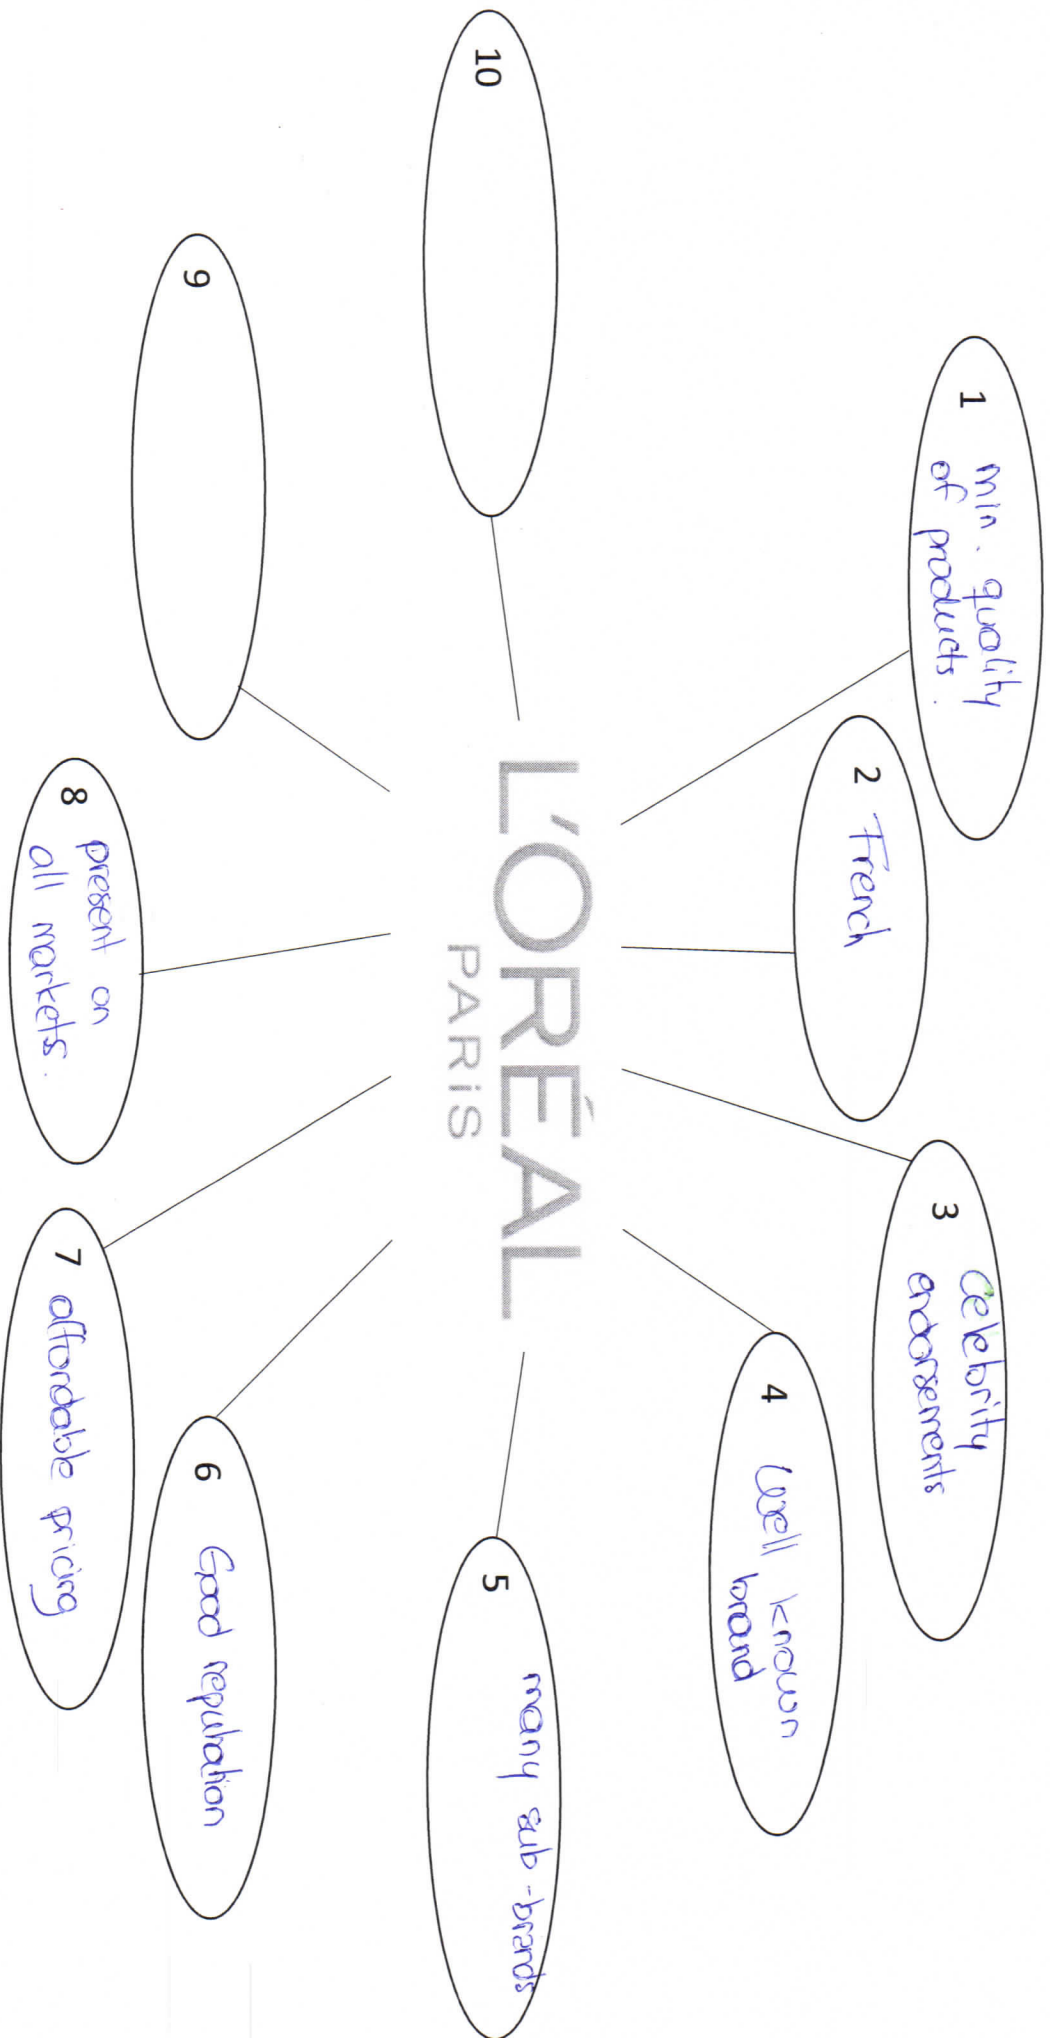 1 min. quality
of products.
2 French
3 Celebrity
endorsements
4 Well known
brand
5 many sub-brands
6 Good reputation
7 affordable pricing
8 present on
all markets.
9
10
L'ORÉAL
PARiS